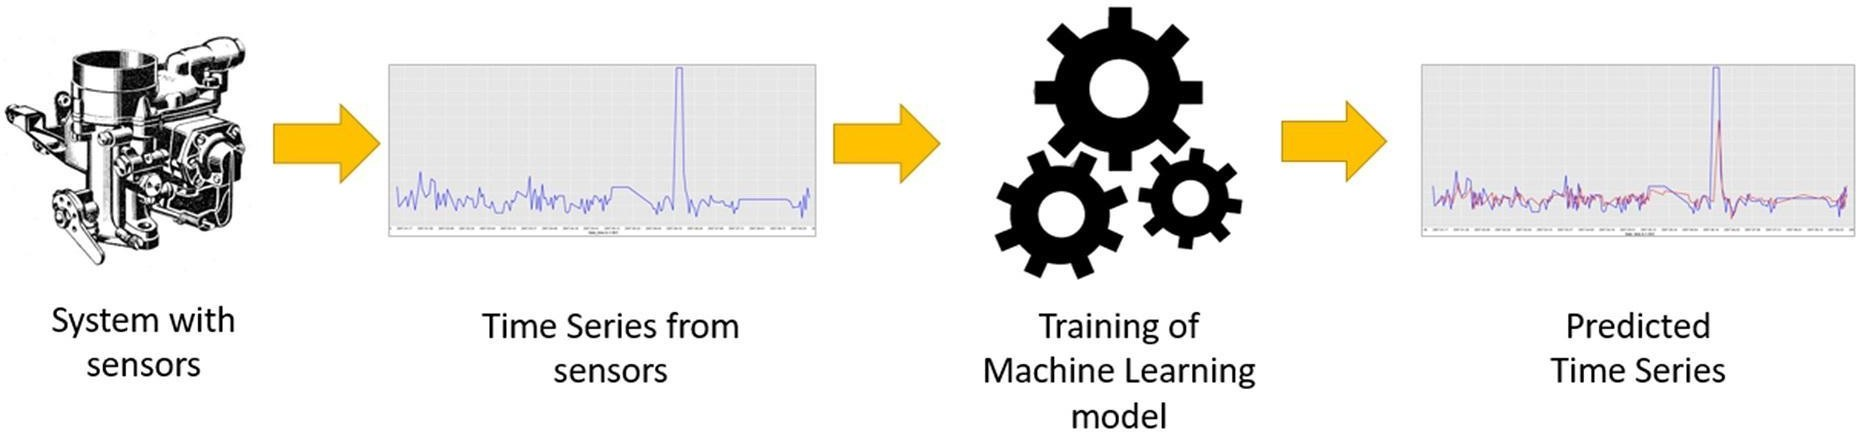 System with
sensors
Time Series from
sensors
Training of
Machine Learning
model
Predicted
Time Series